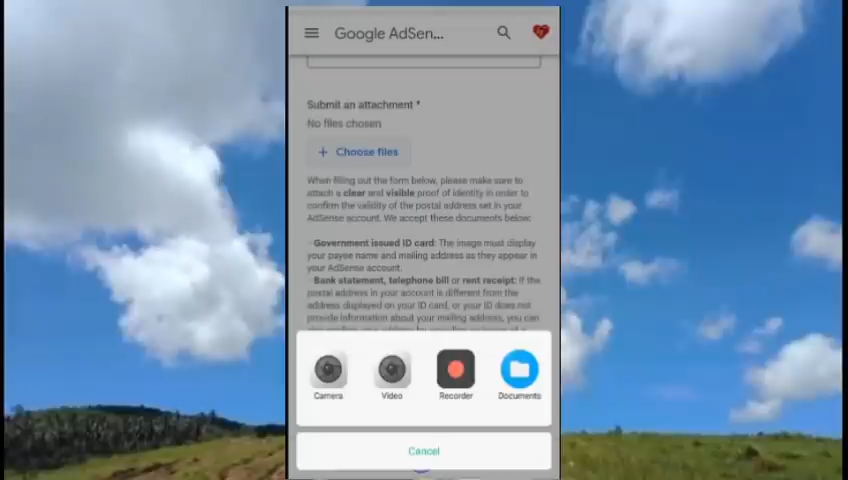 Google AdSen...
Submit an attachment *
No files chosen
+ Choose files
When filling out the form below, please make sure to
attach a clear and visible proof of identity in order to
confirm the validity of the postal address set in your
AdSense account. We accept these documents below:
- Government issued ID card: The image must display
your payee name and mailing address as they appear in
your AdSense account.
- Bank statement, telephone bill or rent receipt: If the
postal address in your account is different from the
address displayed on your ID card, or your ID does not
provide information about your mailing address, you can
Camera
Video
Recorder
Documents
Cancel